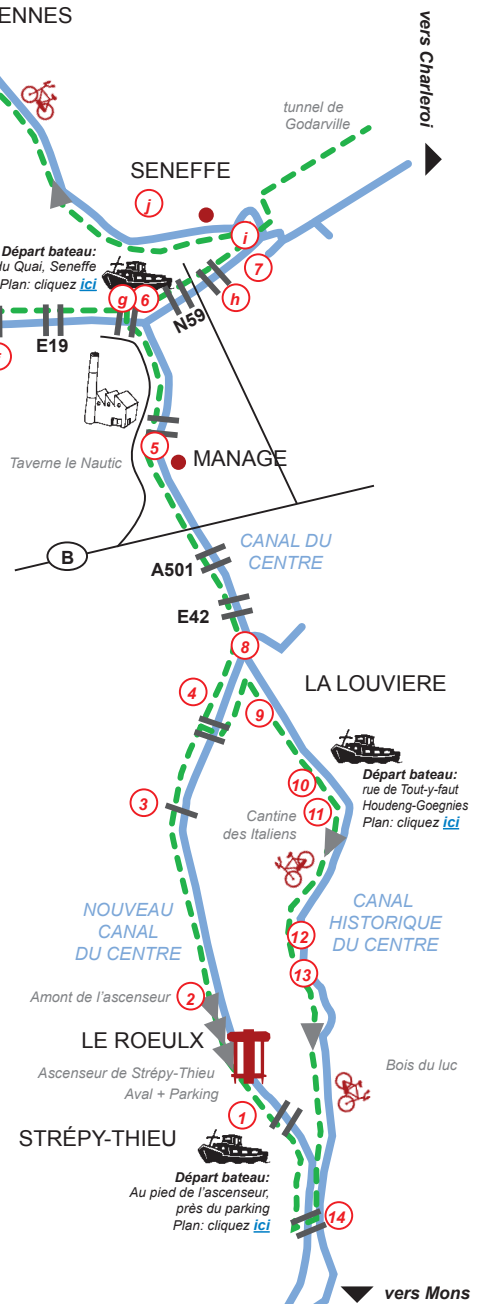 ENNES
vers Charleroi
tunnel de
Godarville
SENEFFE
j
i
7
Départ bateau:
du Quai, Seneffe
Plan: cliquez ici
g
6
h
N59
E19
5
Taverne le Nautic
MANAGE
B
CANAL DU
CENTRE
A501
E42
8
LA LOUVIERE
4
9
Départ bateau:
rue de Tout-y-faut
Houdeng-Goegnies
Plan: cliquez ici
10
11
3
Cantine
des Italiens
NOUVEAU
CANAL
DU CENTRE
CANAL
HISTORIQUE
DU CENTRE
12
13
Amont de l'ascenseur
2
LE ROEULX
Ascenseur de Strépy-Thieu
Aval + Parking
Bois du luc
1
STRÉPY-THIEU
Départ bateau:
Au pied de l'ascenseur,
près du parking
Plan: cliquez ici
14
vers Mons